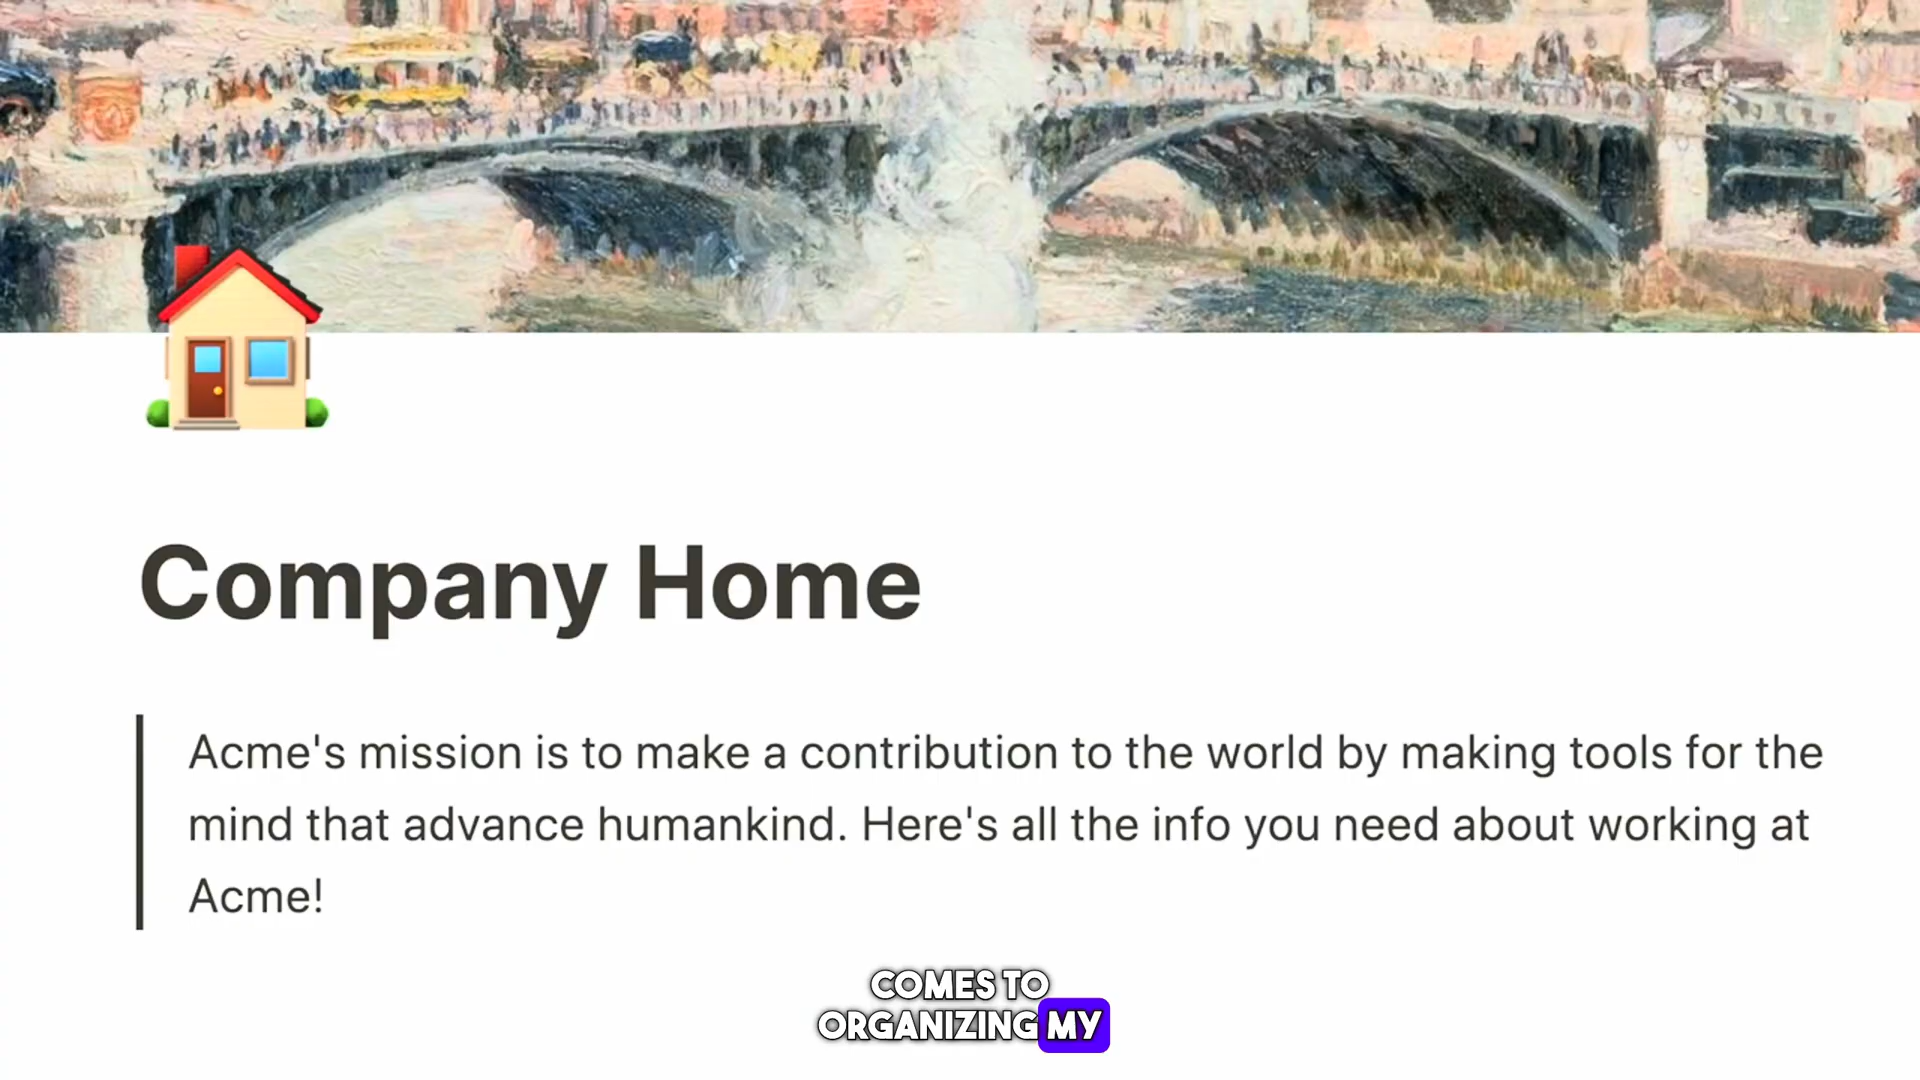 Company Home
Acme's mission is to make a contribution to the world by making tools for the
mind that advance humankind. Here's all the info you need about working at
Acme!
COMES TO
ORGANIZING MY